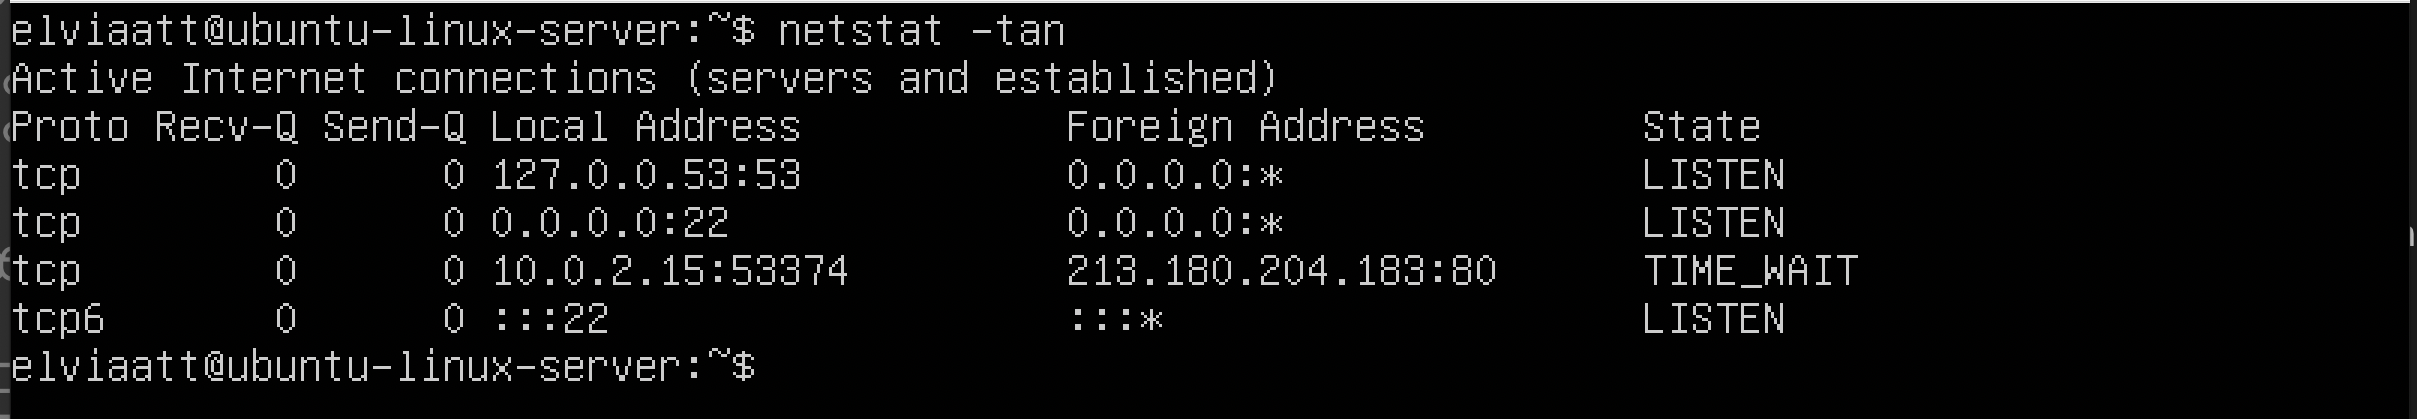 elviaatt@ubuntu-linux-server:~$ netstat -tan
Active Internet connections (servers and established)
Proto Recv-Q Send-Q Local Address           Foreign Address         State
tcp        0      0 127.0.0.53:53           0.0.0.0:*               LISTEN
tcp        0      0 0.0.0.0:22              0.0.0.0:*               LISTEN
tcp        0      0 10.0.2.15:53374         213.180.204.183:80      TIME_WAIT
tcp6       0      0 :::22                   :::*                    LISTEN
elviaatt@ubuntu-linux-server:~$